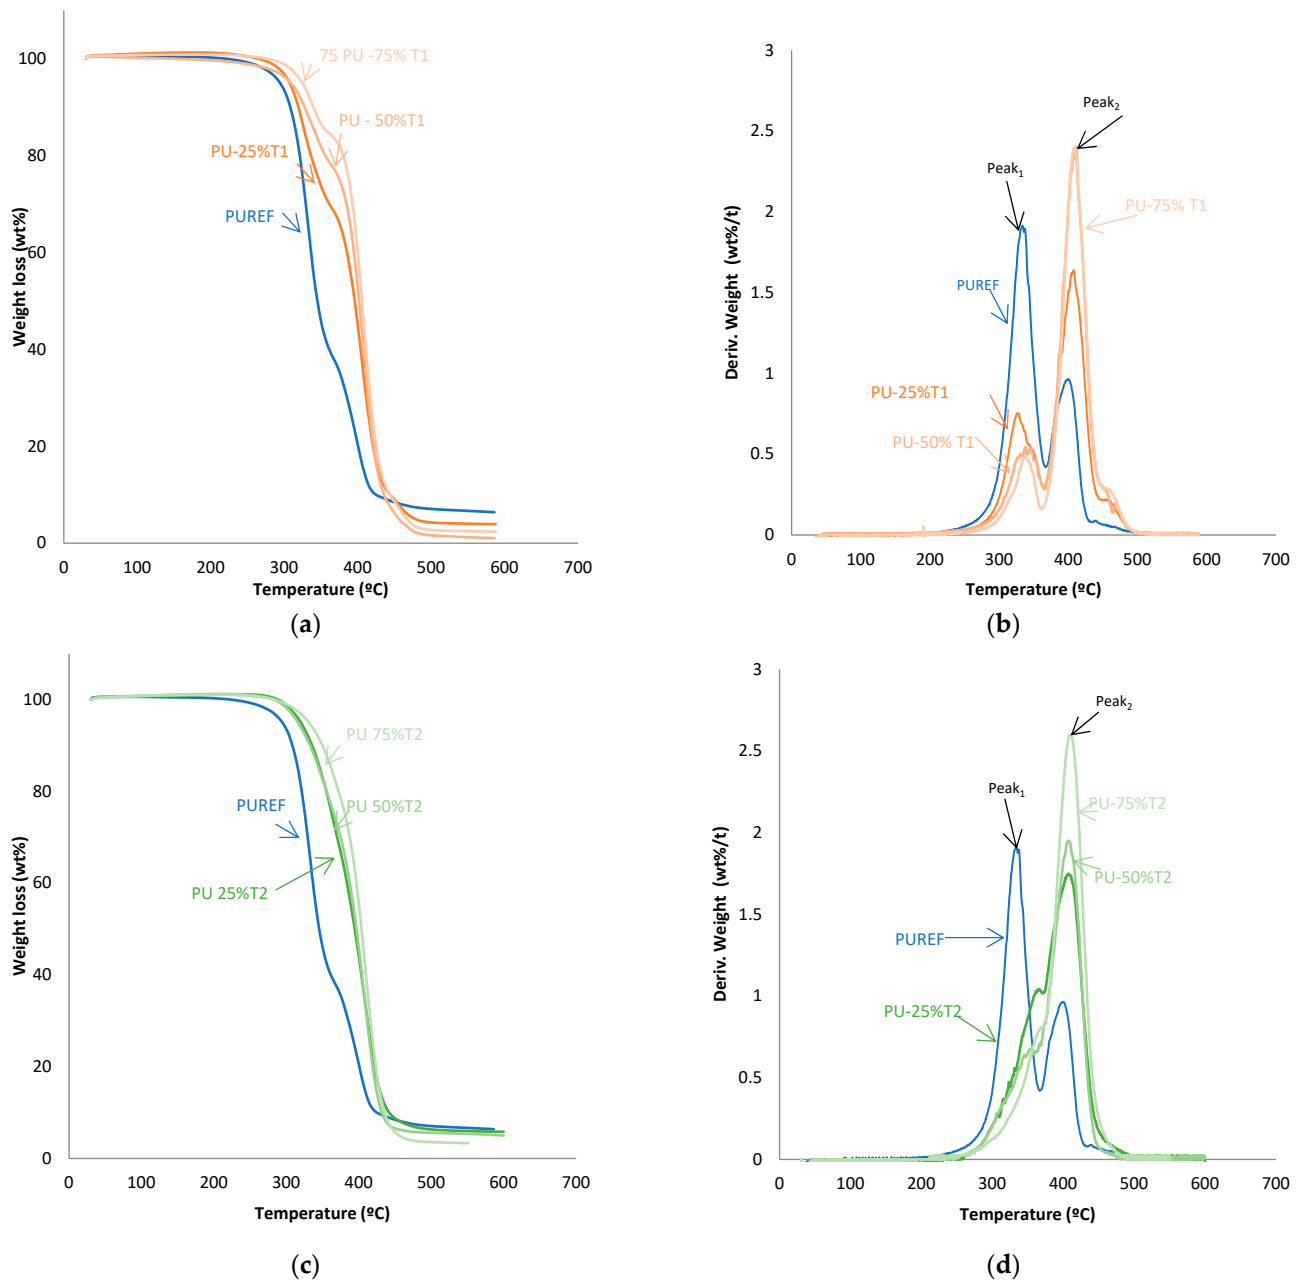 Weight loss (wt%)
100
80
60
40
20
0
0 100 200 300 400 500 600 700
Temperature (ºC)
75 PU -75% T1
PU - 50%T1
PU-25%T1
PUREF
(a)
Deriv. Weight (wt%/t)
3
2.5
2
1.5
1
0.5
0
0 100 200 300 400 500 600 700
Temperature (ºC)
Peak2
Peak1
PU-75% T1
PUREF
PU-25%T1
PU-50% T1
(b)
Weight loss (wt%)
100
80
60
40
20
0
0 100 200 300 400 500 600 700
Temperature (ºC)
PU 75%T2
PUREF
PU 50%T2
PU 25%T2
(c)
Deriv. Weight (wt%/t)
3
2.5
2
1.5
1
0.5
0
0 100 200 300 400 500 600 700
Temperature (ºC)
Peak2
Peak1
PU-75%T2
PU-50%T2
PUREF
PU-25%T2
(d)